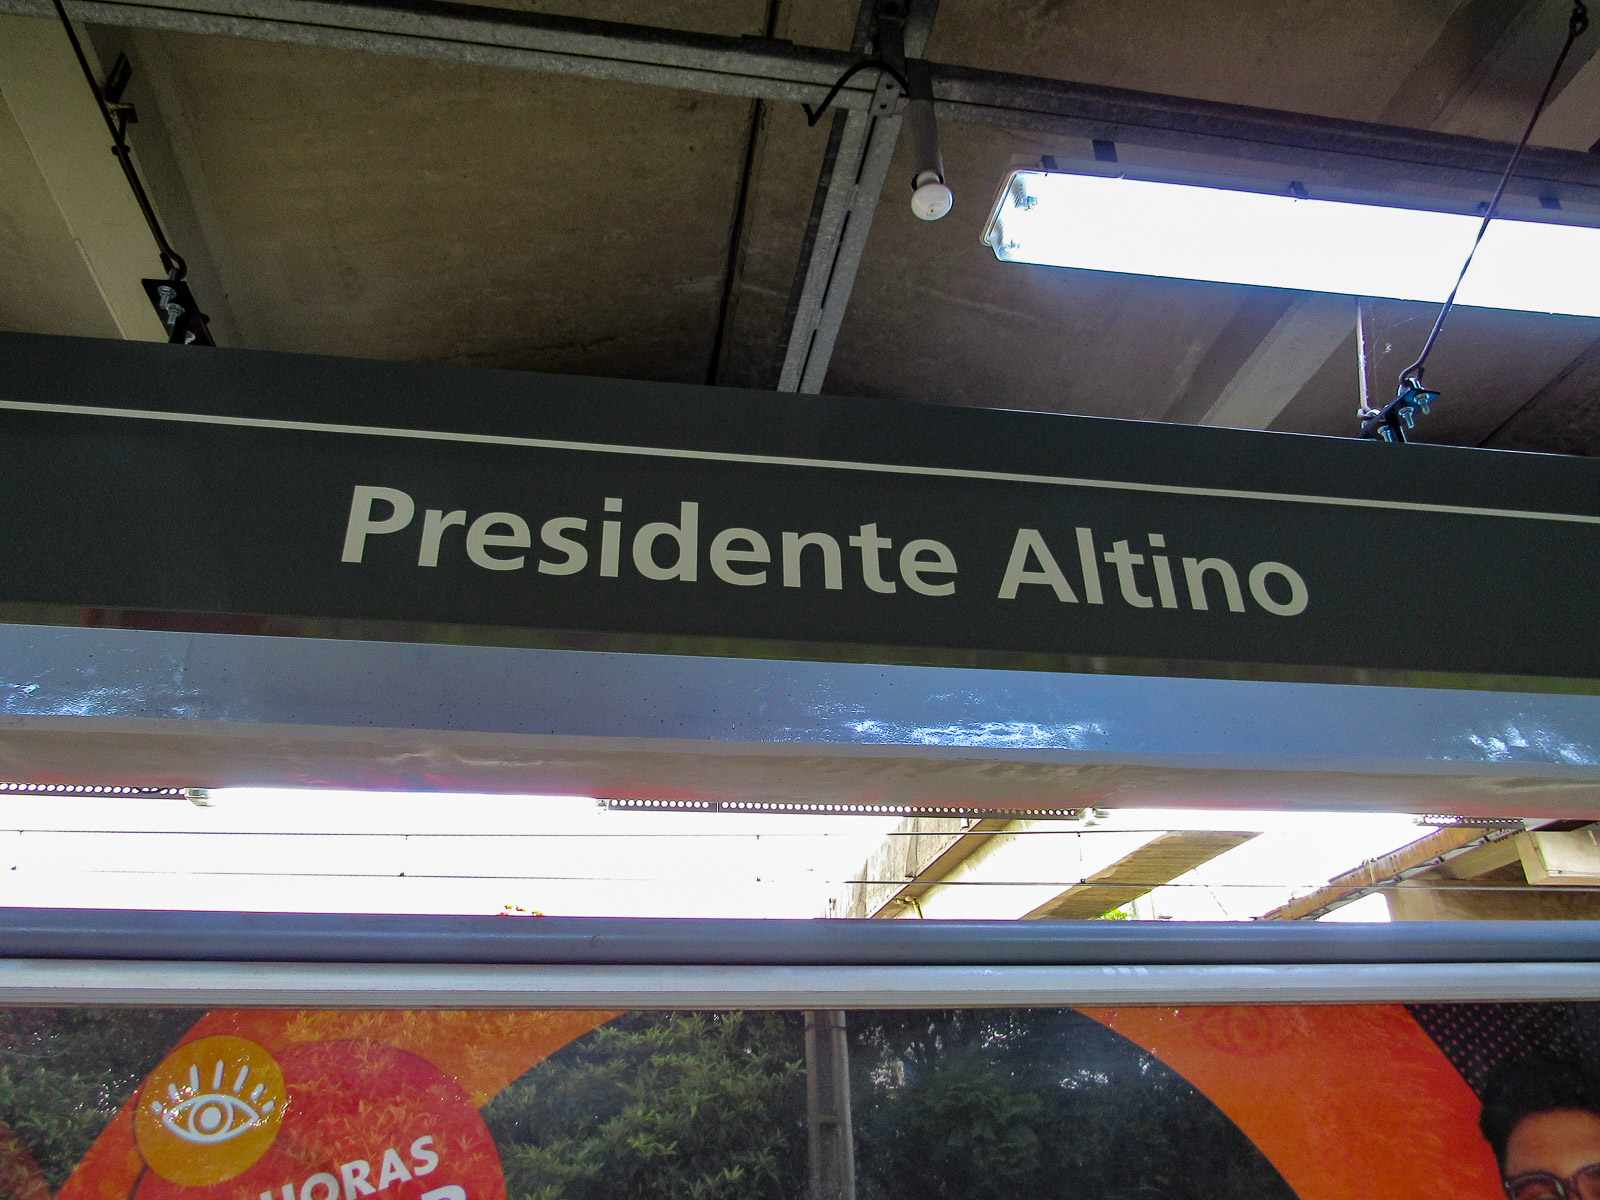 Presidente Altino
HORAS